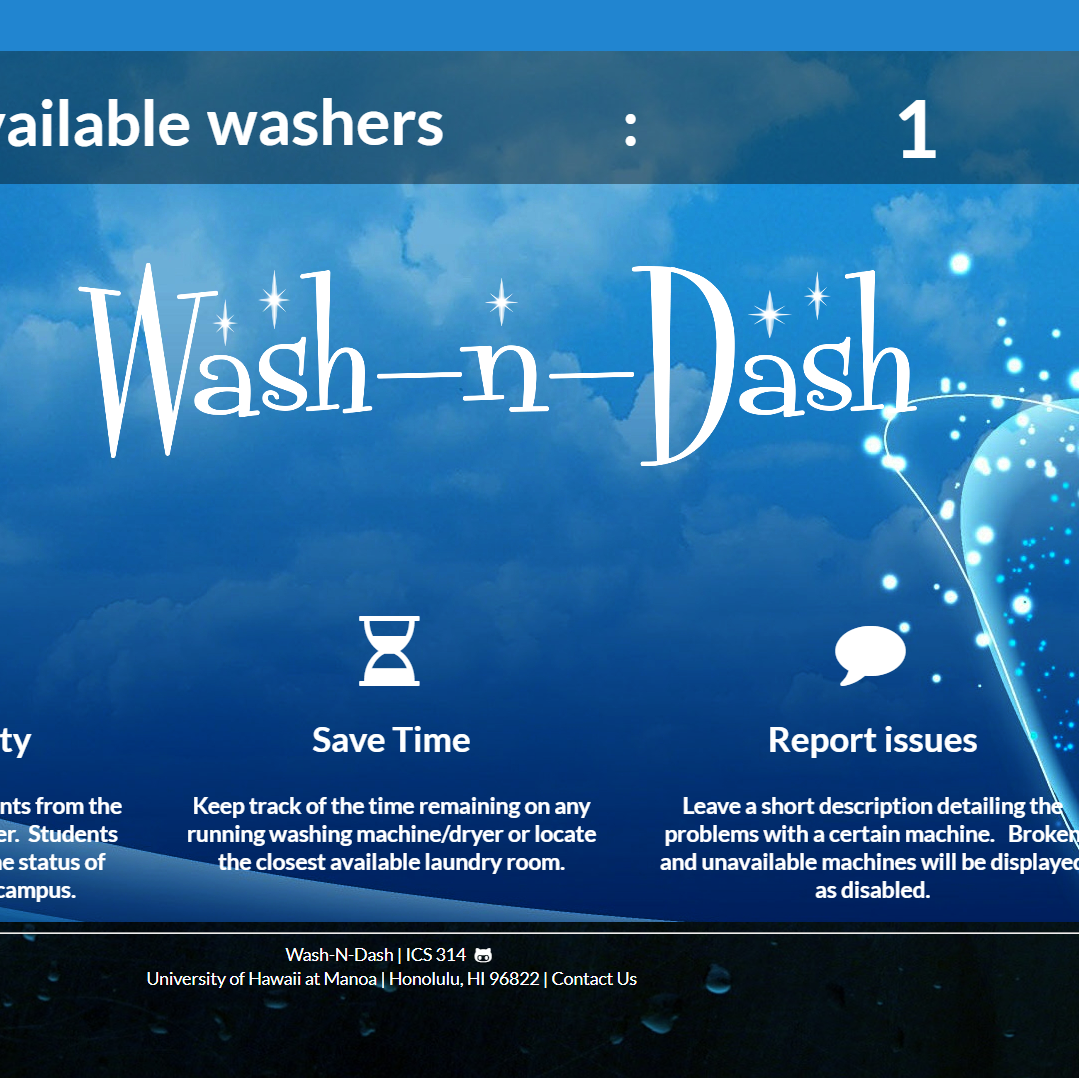 vailable washers : 1
Wash-n-Dash
ty
Save Time
Report issues
nts from the
er. Students
e status of
campus.
Keep track of the time remaining on any
running washing machine/dryer or locate
the closest available laundry room.
Leave a short description detailing the
problems with a certain machine. Broken
and unavailable machines will be displayed
as disabled.
Wash-N-Dash | ICS 314
University of Hawaii at Manoa | Honolulu, HI 96822 | Contact Us